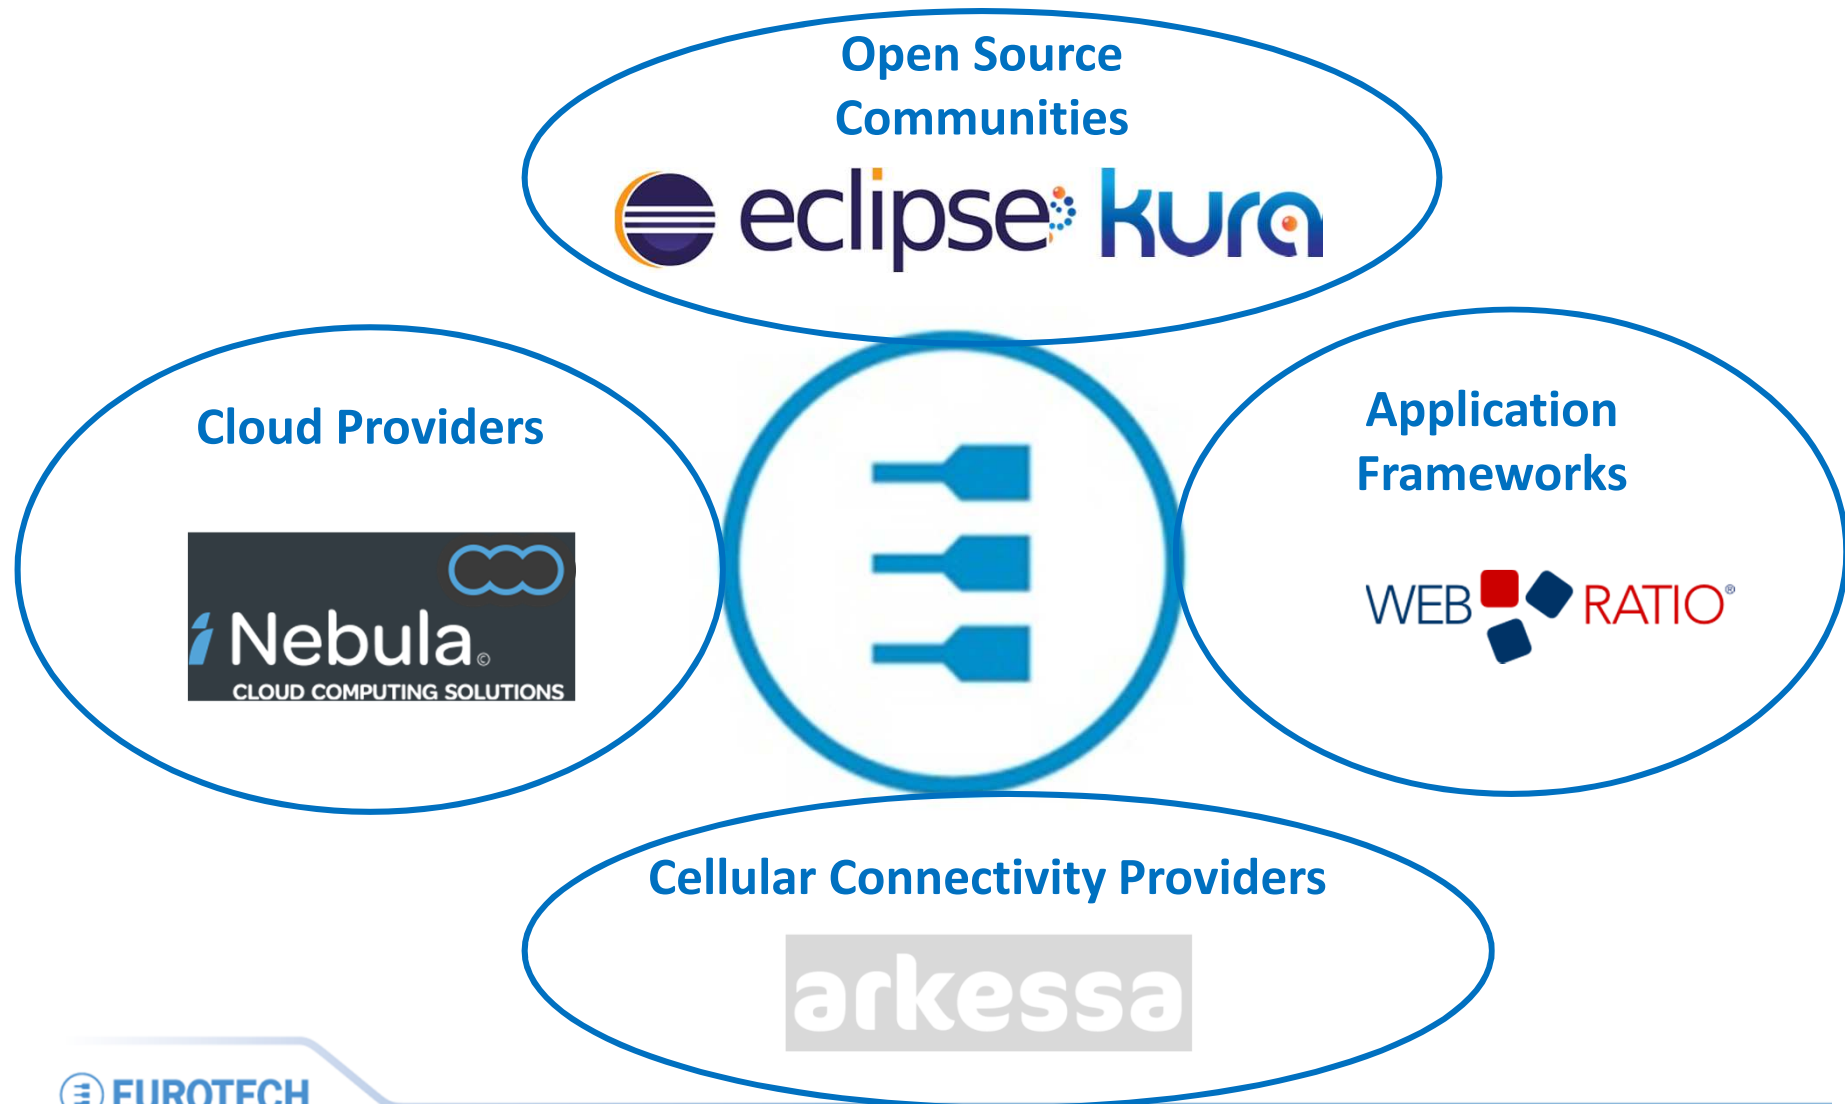 Open Source
Communities
eclipse kura
Cloud Providers
iNebula©
CLOUD COMPUTING SOLUTIONS
Application
Frameworks
WEB RATIO®
Cellular Connectivity Providers
arkessa
EUROTECH